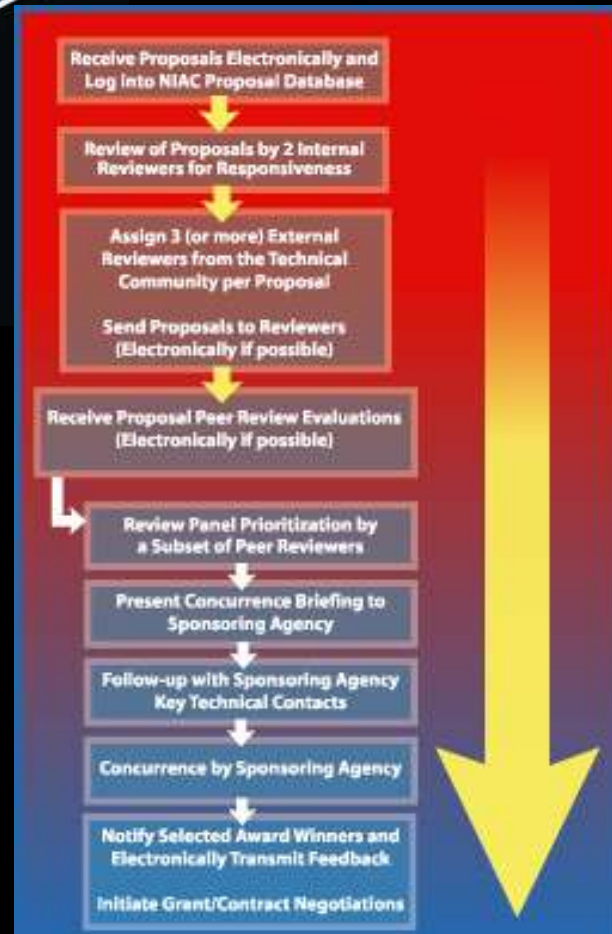 Receive Proposals Electronically and
Log into NIAC Proposal Database
Review of Proposals by 2 Internal
Reviewers for Responsiveness
Assign 3 (or more) External
Reviewers from the Technical
Community per Proposal
Send Proposals to Reviewers
(Electronically if possible)
Receive Proposal Peer Review Evaluations
(Electronically if possible)
Review Panel Prioritization by
a Subset of Peer Reviewers
Present Concurrence Briefing to
Sponsoring Agency
Follow-up with Sponsoring Agency
Key Technical Contacts
Concurrence by Sponsoring Agency
Notify Selected Award Winners and
Electronically Transmit Feedback
Initiate Grant/Contract Negotiations